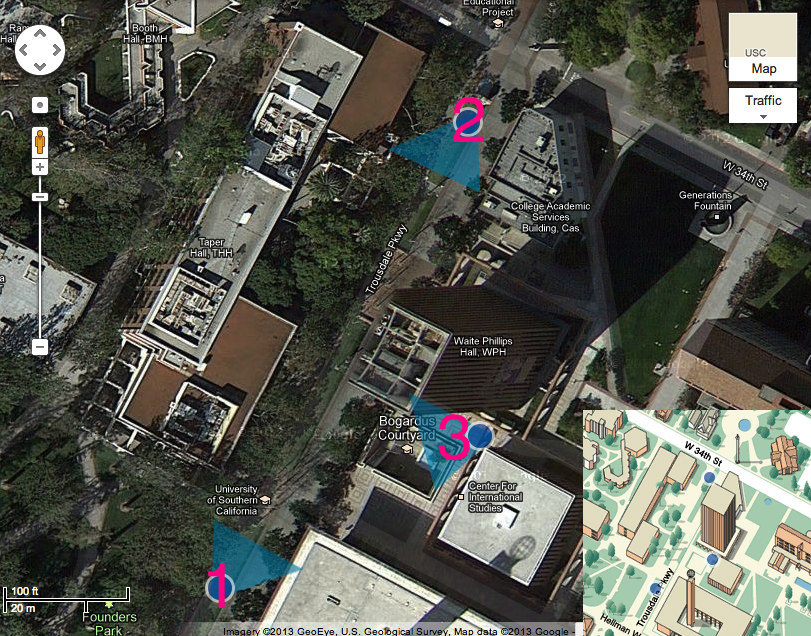 Educational
Project
Booth
Hall-BMH
USC
Map
Traffic
2
W 34th St
Generations
Fountain
College Academic
Services
Building, Cas
Taper
Hall, THH
Trousdale Pkwy
Waite Phillips
Hall, WPH
Bogardus
Courtyard
3
W 34th St
University
of Southern
California
Center For
International
Studies
1
100 ft
20 m
Founders
Park
Trousdale Pkwy
Imagery ©2013 GeoEye, U.S. Geological Survey, Map data ©2013 Google -